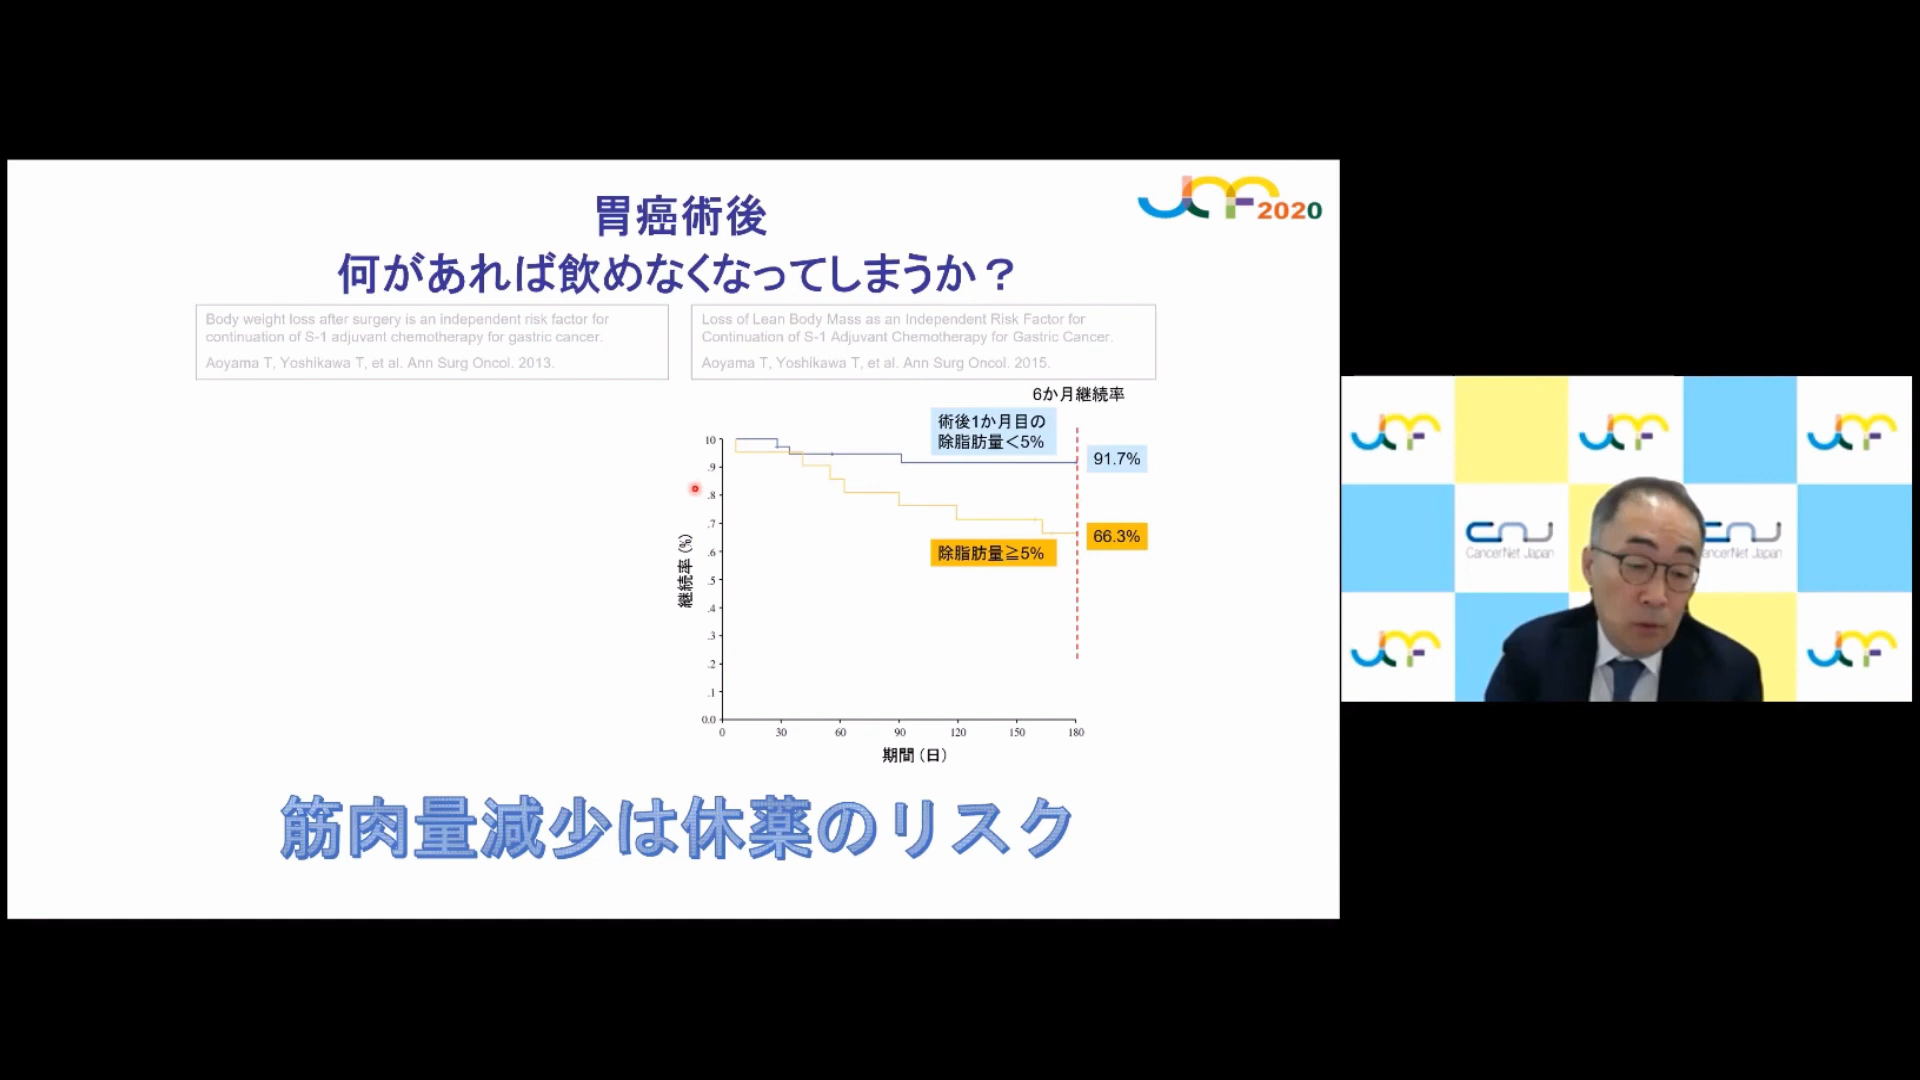 胃癌術後
何があれば飲めなくなってしまうか？
2020
Body weight loss after surgery is an independent risk factor for
continuation of S-1 adjuvant chemotherapy for gastric cancer.
Aoyama T, Yoshikawa T, et al. Ann Surg Oncol. 2013.
Loss of Lean Body Mass as an Independent Risk Factor for
Continuation of S-1 Adjuvant Chemotherapy for Gastric Cancer.
Aoyama T, Yoshikawa T, et al. Ann Surg Oncol. 2015.
6か月継続率
術後1か月目の
除脂肪量＜5%
91.7%
66.3%
除脂肪量≧5%
継続率（%）
10
.9
.8
.7
.6
.5
.4
.3
.2
.1
0.0
0 30 60 90 120 150 180
期間（日）
筋肉量減少は休薬のリスク
CancerNet Japan
ancerNet Japan